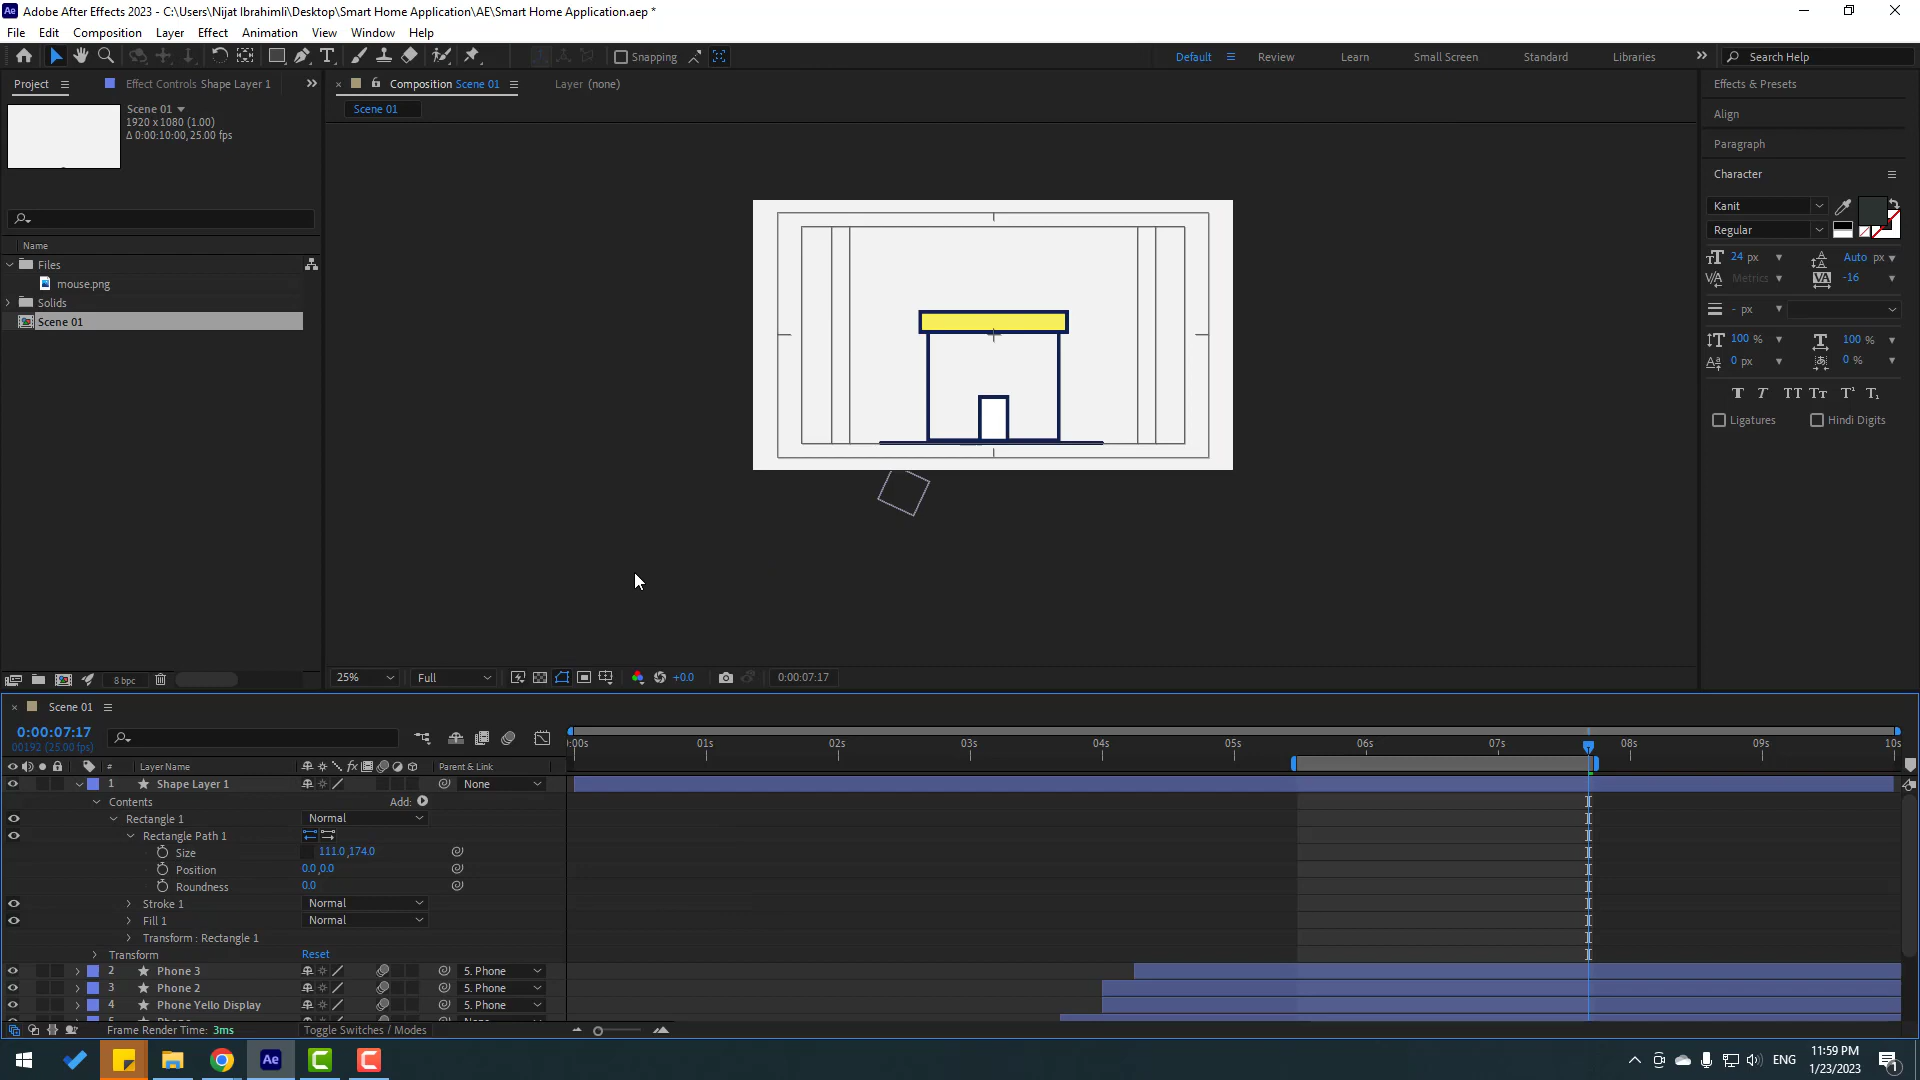 Adobe After Effects 2023 - C:\Users\Nijat Ibrahimli\Desktop\Smart Home Application\AE\Smart Home Application.aep *
File Edit Composition Layer Effect Animation View Window Help
Snapping Default Review Learn Small Screen Standard Libraries Search Help
Project Effect Controls Shape Layer 1 Composition Scene 01 Layer (none) Effects & Presets
Scene 01
1920 x 1080 (1.00)
Δ 0:00:10:00, 25.00 fps
Scene 01
Align
Paragraph
Character
Kanit
Regular
24 px Auto px
Metrics -16
- px
100 % 100 %
0 px 0 %
Ligatures Hindi Digits
Name
Files
mouse.png
Solids
Scene 01
8 bpc
25% Full +0.0 0:00:07:17
Scene 01
0:00:07:17
00192 (25.00 fps)
:00s 01s 02s 03s 04s 05s 06s 07s 08s 09s 10s
# Layer Name Parent & Link
1 Shape Layer 1 None
Contents Add:
Rectangle 1 Normal
Rectangle Path 1
Size 111.0,174.0
Position 0.0,0.0
Roundness 0.0
Stroke 1 Normal
Fill 1 Normal
Transform : Rectangle 1
Transform Reset
2 Phone 3 5. Phone
3 Phone 2 5. Phone
4 Phone Yello Display 5. Phone
Frame Render Time: 3ms Toggle Switches / Modes
ENG
11:59 PM
1/23/2023
1